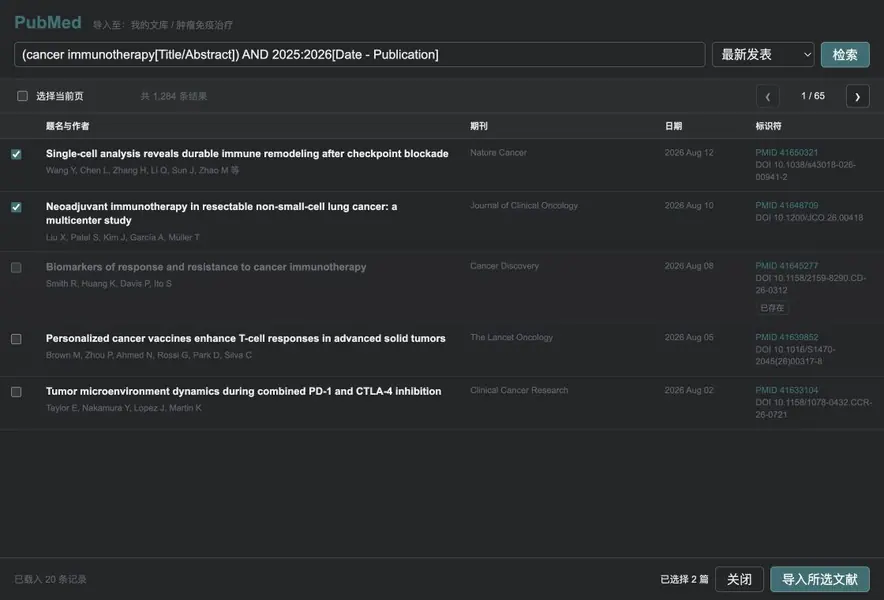 PubMed 导入至：我的文库 / 肿瘤免疫治疗
(cancer immunotherapy[Title/Abstract]) AND 2025:2026[Date - Publication] 最新发表 检索
选择当前页 共 1,284 条结果 1 / 65
题名与作者 期刊 日期 标识符
Single-cell analysis reveals durable immune remodeling after checkpoint blockade Nature Cancer 2026 Aug 12 PMID 41650321
Wang Y, Chen L, Zhang H, Li Q, Sun J, Zhao M 等 DOI 10.1038/s43018-026-
00941-2
Neoadjuvant immunotherapy in resectable non-small-cell lung cancer: a Journal of Clinical Oncology 2026 Aug 10 PMID 41648709
multicenter study DOI 10.1200/JCO.26.00418
Liu X, Patel S, Kim J, García A, Müller T
Biomarkers of response and resistance to cancer immunotherapy Cancer Discovery 2026 Aug 08 PMID 41645277
Smith R, Huang K, Davis P, Ito S DOI 10.1158/2159-8290.CD-
26-0312
已存在
Personalized cancer vaccines enhance T-cell responses in advanced solid tumors The Lancet Oncology 2026 Aug 05 PMID 41639852
Brown M, Zhou P, Ahmed N, Rossi G, Park D, Silva C DOI 10.1016/S1470-
2045(26)00317-8
Tumor microenvironment dynamics during combined PD-1 and CTLA-4 inhibition Clinical Cancer Research 2026 Aug 02 PMID 41633104
Taylor E, Nakamura Y, Lopez J, Martin K DOI 10.1158/1078-0432.CCR-
26-0721
已载入 20 条记录 已选择 2 篇 关闭 导入所选文献